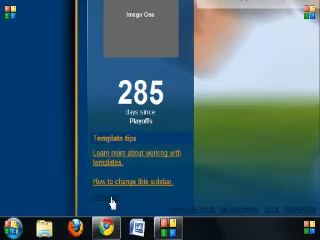 Image One
285
days since
Playoffs
Template tips
Learn more about working with
templates.
How to change this sidebar.